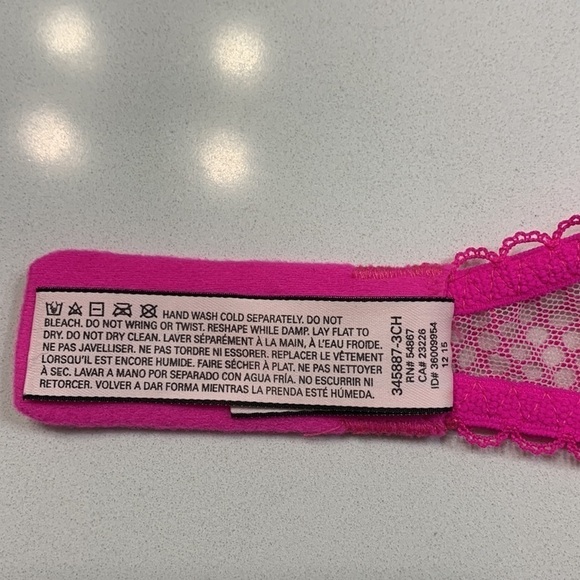 HAND WASH COLD SEPARATELY. DO NOT
BLEACH. DO NOT WRING OR TWIST. RESHAPE WHILE DAMP. LAY FLAT TO
DRY. DO NOT DRY CLEAN. LAVER SÉPARÉMENT À LA MAIN, À L'EAU FROIDE.
NE PAS JAVELLISER. NE PAS TORDRE NI ESSORER. REPLACER LE VÊTEMENT
LORSQU'IL EST ENCORE HUMIDE. FAIRE SÉCHER À PLAT. NE PAS NETTOYER
À SEC. LAVAR A MANO POR SEPARADO CON AGUA FRÍA. NO ESCURRIR NI
RETORCER. VOLVER A DAR FORMA MIENTRAS LA PRENDA ESTÉ HÚMEDA.
345887-3CH
RN# 54867
CA# 23226
ID# 36009954
12 15